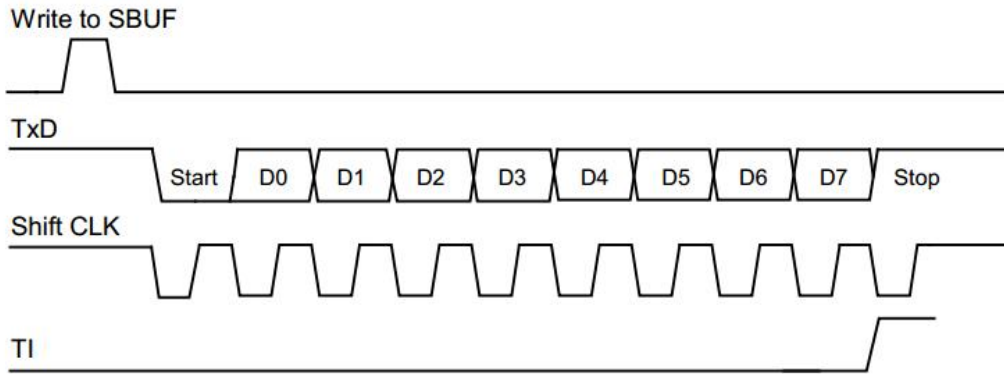 Write to SBUF
TxD
Start D0 D1 D2 D3 D4 D5 D6 D7 Stop
Shift CLK
TI